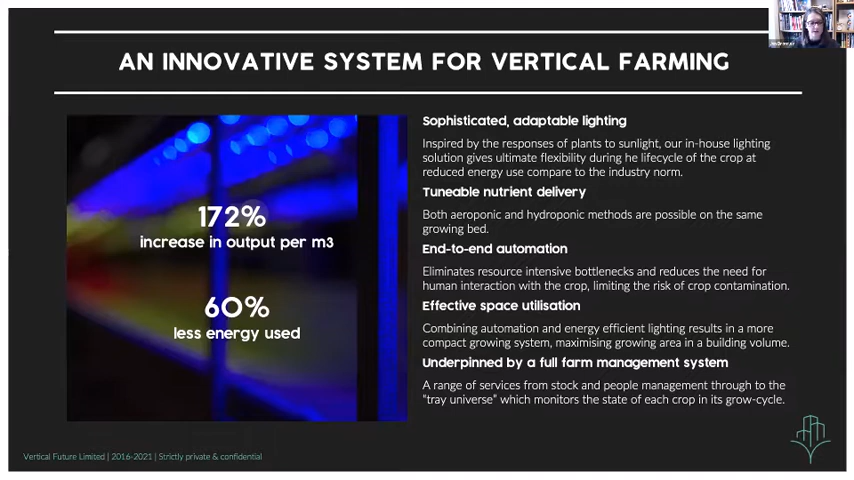 AN INNOVATIVE SYSTEM FOR VERTICAL FARMING
172%
increase in output per m3
60%
less energy used
Sophisticated, adaptable lighting
Inspired by the responses of plants to sunlight, our in-house lighting
solution gives ultimate flexibility during he lifecycle of the crop at
reduced energy use compare to the industry norm.
Tuneable nutrient delivery
Both aeroponic and hydroponic methods are possible on the same
growing bed.
End-to-end automation
Eliminates resource intensive bottlenecks and reduces the need for
human interaction with the crop, limiting the risk of crop contamination.
Effective space utilisation
Combining automation and energy efficient lighting results in a more
compact growing system, maximising growing area in a building volume.
Underpinned by a full farm management system
A range of services from stock and people management through to the
“tray universe” which monitors the state of each crop in its grow-cycle.
Vertical Future Limited | 2016-2021 | Strictly private & confidential